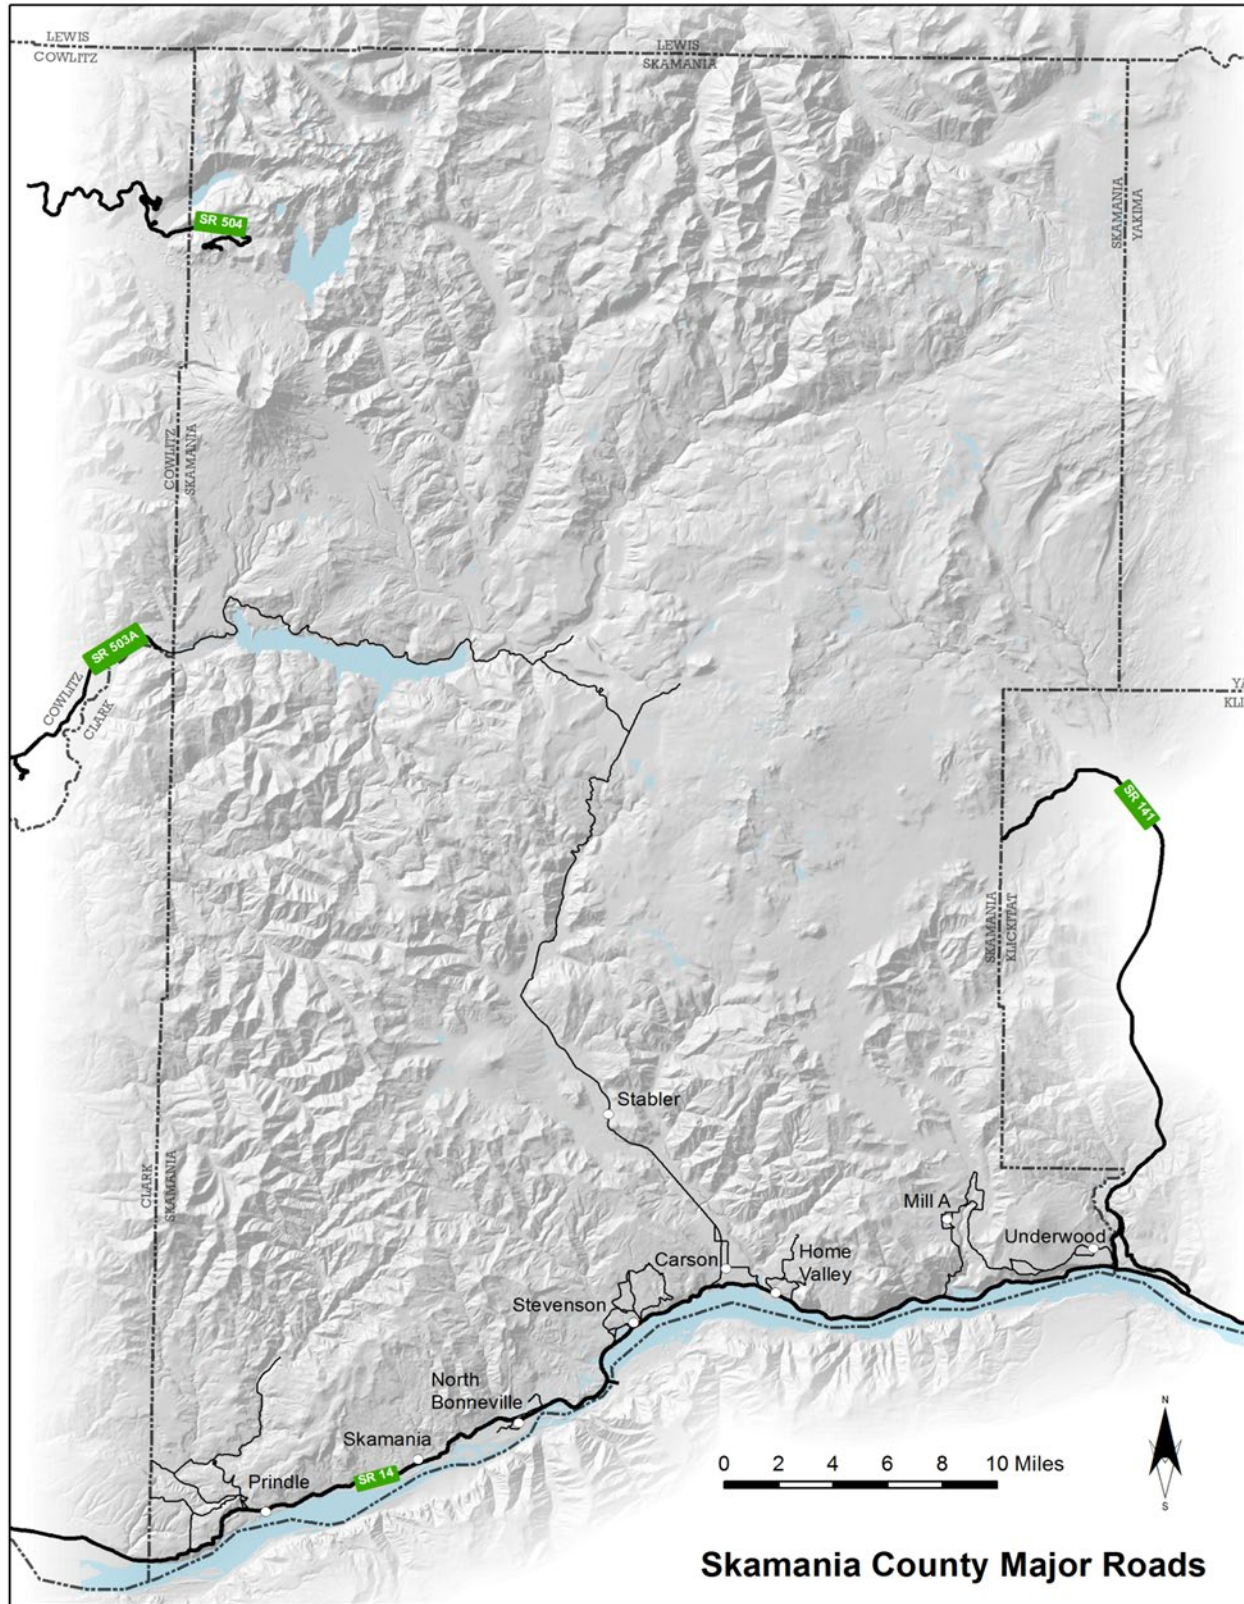 LEWIS
COWLITZ
LEWIS
SKAMANIA
SKAMANIA
YAKIMA
SR 504
COWLITZ
SKAMANIA
SR 503A
COWLITZ
CLARK
YA
KLI
SR 141
SKAMANIA
KLICKITAT
Stabler
CLARK
SKAMANIA
Mill A
Underwood
Carson
Home
Valley
Stevenson
North
Bonneville
Skamania
SR 14
Prindle
N
S
0 2 4 6 8 10 Miles
Skamania County Major Roads